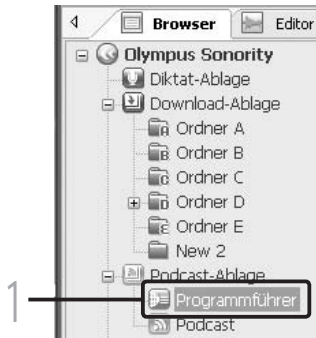 Browser Editor
Olympus Sonority
Diktat-Ablage
Download-Ablage
Ordner A
Ordner B
Ordner C
Ordner D
Ordner E
New 2
Podcast-Ablage
1 Programmführer
Podcast